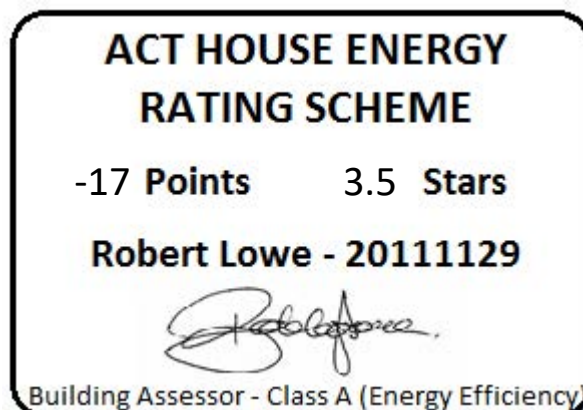 ACT HOUSE ENERGY
RATING SCHEME
-17 Points 3.5 Stars
Robert Lowe - 20111129
Building Assessor - Class A (Energy Efficiency)